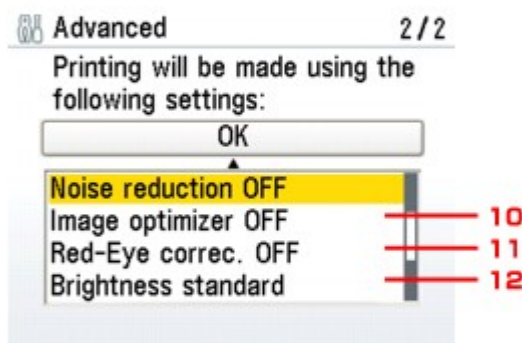 Advanced 2/2
Printing will be made using the
following settings:
OK
Noise reduction OFF
Image optimizer OFF 10
Red-Eye correc. OFF 11
Brightness standard 12